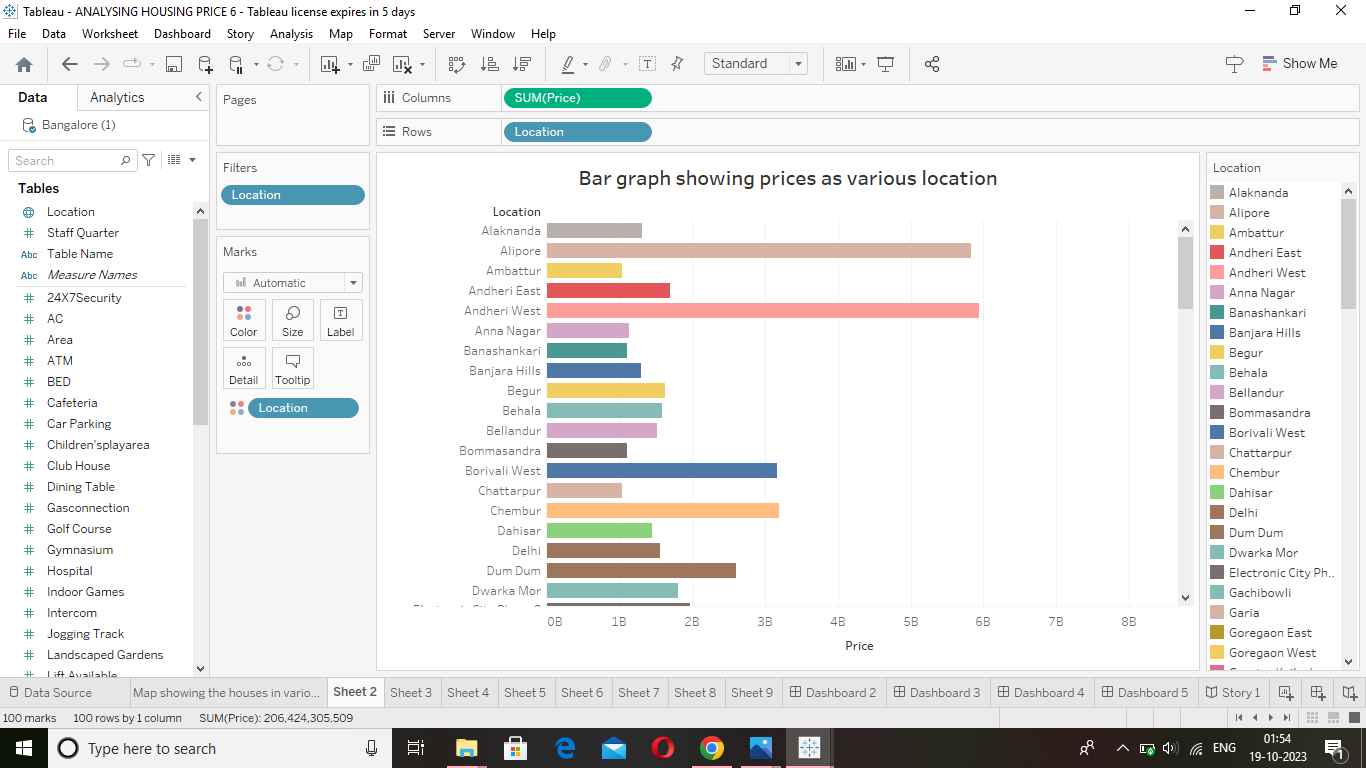 Tableau - ANALYSING HOUSING PRICE 6 - Tableau license expires in 5 days
File Data Worksheet Dashboard Story Analysis Map Format Server Window Help
Standard
Show Me
Data Analytics
Bangalore (1)
Search
Tables
Location
Staff Quarter
Abc Table Name
Abc Measure Names
24X7Security
AC
Area
ATM
BED
Cafeteria
Car Parking
Children'splayarea
Club House
Dining Table
Gasconnection
Golf Course
Gymnasium
Hospital
Indoor Games
Intercom
Jogging Track
Landscaped Gardens
Lift Available
Pages
Filters
Location
Marks
Automatic
Color Size Label
Detail Tooltip
Location
Columns SUM(Price)
Rows Location
Bar graph showing prices as various location
Location
Alaknanda
Alipore
Ambattur
Andheri East
Andheri West
Anna Nagar
Banashankari
Banjara Hills
Begur
Behala
Bellandur
Bommasandra
Borivali West
Chattarpur
Chembur
Dahisar
Delhi
Dum Dum
Dwarka Mor
0B 1B 2B 3B 4B 5B 6B 7B 8B
Price
Location
Alaknanda
Alipore
Ambattur
Andheri East
Andheri West
Anna Nagar
Banashankari
Banjara Hills
Begur
Behala
Bellandur
Bommasandra
Borivali West
Chattarpur
Chembur
Dahisar
Delhi
Dum Dum
Dwarka Mor
Electronic City Ph..
Gachibowli
Garia
Goregaon East
Goregaon West
Data Source Map showing the houses in vario... Sheet 2 Sheet 3 Sheet 4 Sheet 5 Sheet 6 Sheet 7 Sheet 8 Sheet 9 Dashboard 2 Dashboard 3 Dashboard 4 Dashboard 5 Story 1
100 marks 100 rows by 1 column SUM(Price): 206,424,305,509
Type here to search
ENG
01:54
19-10-2023
1